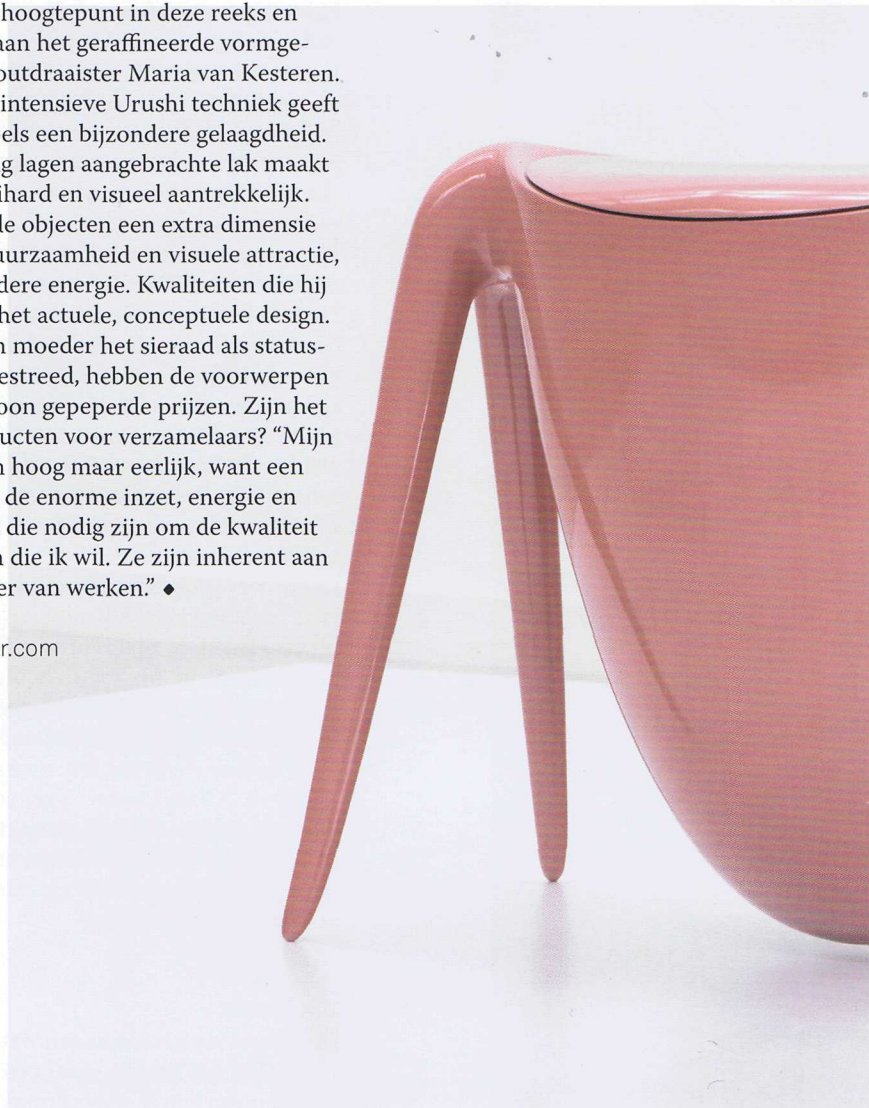 hoogtepunt in deze reeks en
aan het geraffineerde vormge-
outdraaister Maria van Kesteren.
intensieve Urushi techniek geeft
els een bijzondere gelaagdheid.
g lagen aangebrachte lak maakt
ihard en visueel aantrekkelijk.
de objecten een extra dimensie
uurzaamheid en visuele attractie,
dere energie. Kwaliteiten die hij
het actuele, conceptuele design.
n moeder het sieraad als status-
estreed, hebben de voorwerpen
oon gepeperde prijzen. Zijn het
ucten voor verzamelaars? “Mijn
n hoog maar eerlijk, want een
de enorme inzet, energie en
die nodig zijn om de kwaliteit
n die ik wil. Ze zijn inherent aan
er van werken.” ◆
r.com